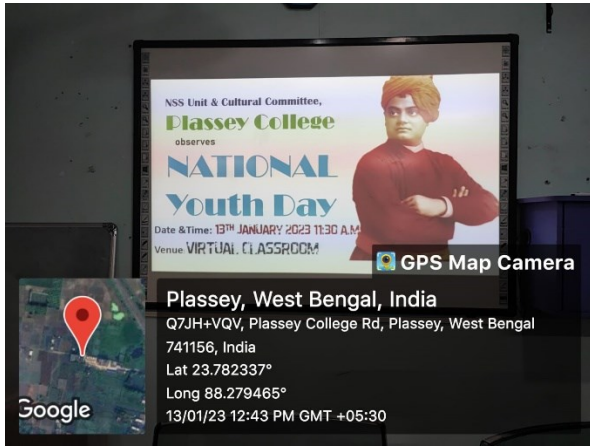 NSS Unit & Cultural Committee,
Plassey College
observes
NATIONAL
Youth Day
Date &Time: 13TH JANUARY 2023 11:30 A.M
Venue VIRTUAL CLASSROOM
GPS Map Camera
Plassey, West Bengal, India
Q7JH+VQV, Plassey College Rd, Plassey, West Bengal
741156, India
Lat 23.782337°
Long 88.279465°
13/01/23 12:43 PM GMT +05:30
Google